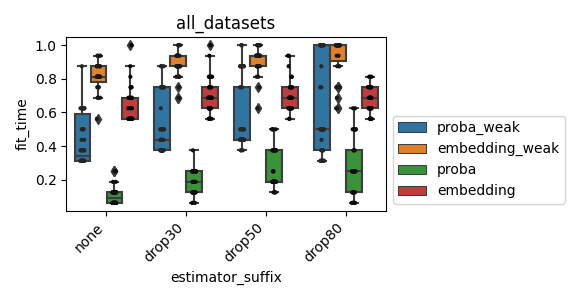 all_datasets
fit_time
1.0
0.8
0.6
0.4
0.2
none
drop30
drop50
drop80
estimator_suffix
proba_weak
embedding_weak
proba
embedding